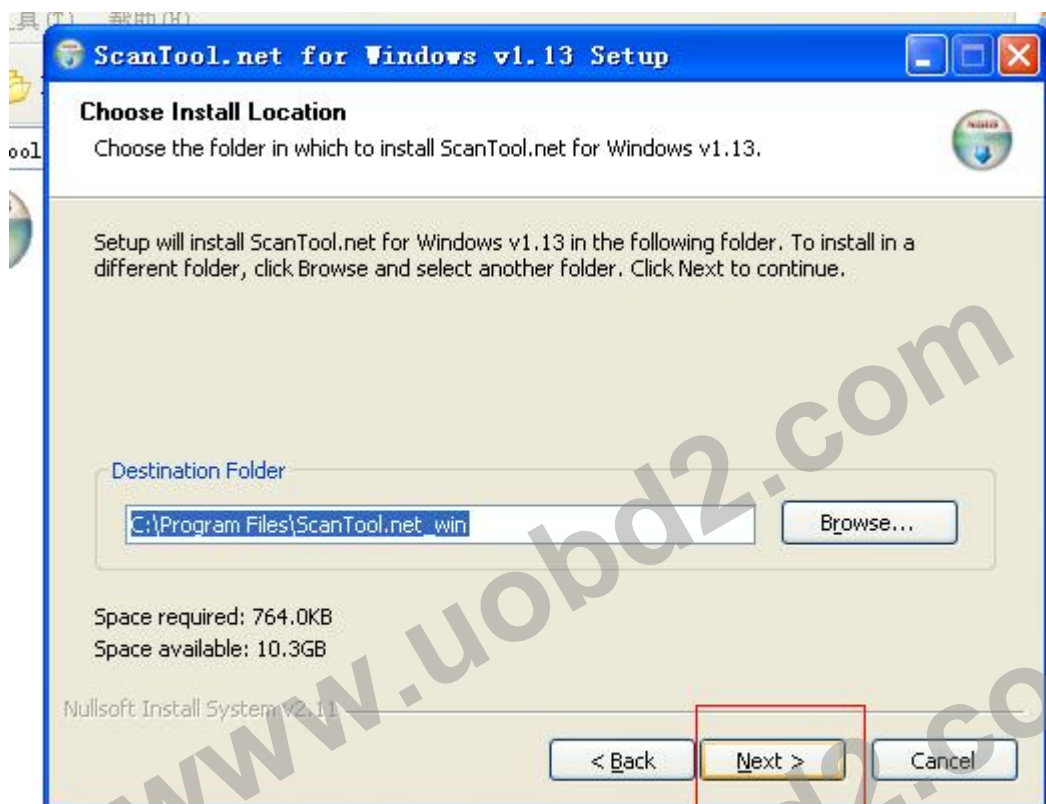 具(T) 帮助(H)
ScanTool.net for Windows v1.13 Setup
Choose Install Location
Choose the folder in which to install ScanTool.net for Windows v1.13.
ool
Setup will install ScanTool.net for Windows v1.13 in the following folder. To install in a
different folder, click Browse and select another folder. Click Next to continue.
Destination Folder
C:\Program Files\ScanTool.net_win
Browse...
Space required: 764.0KB
Space available: 10.3GB
Nullsoft Install System v2.11
< Back
Next >
Cancel
www.uobd2.com
d2.co